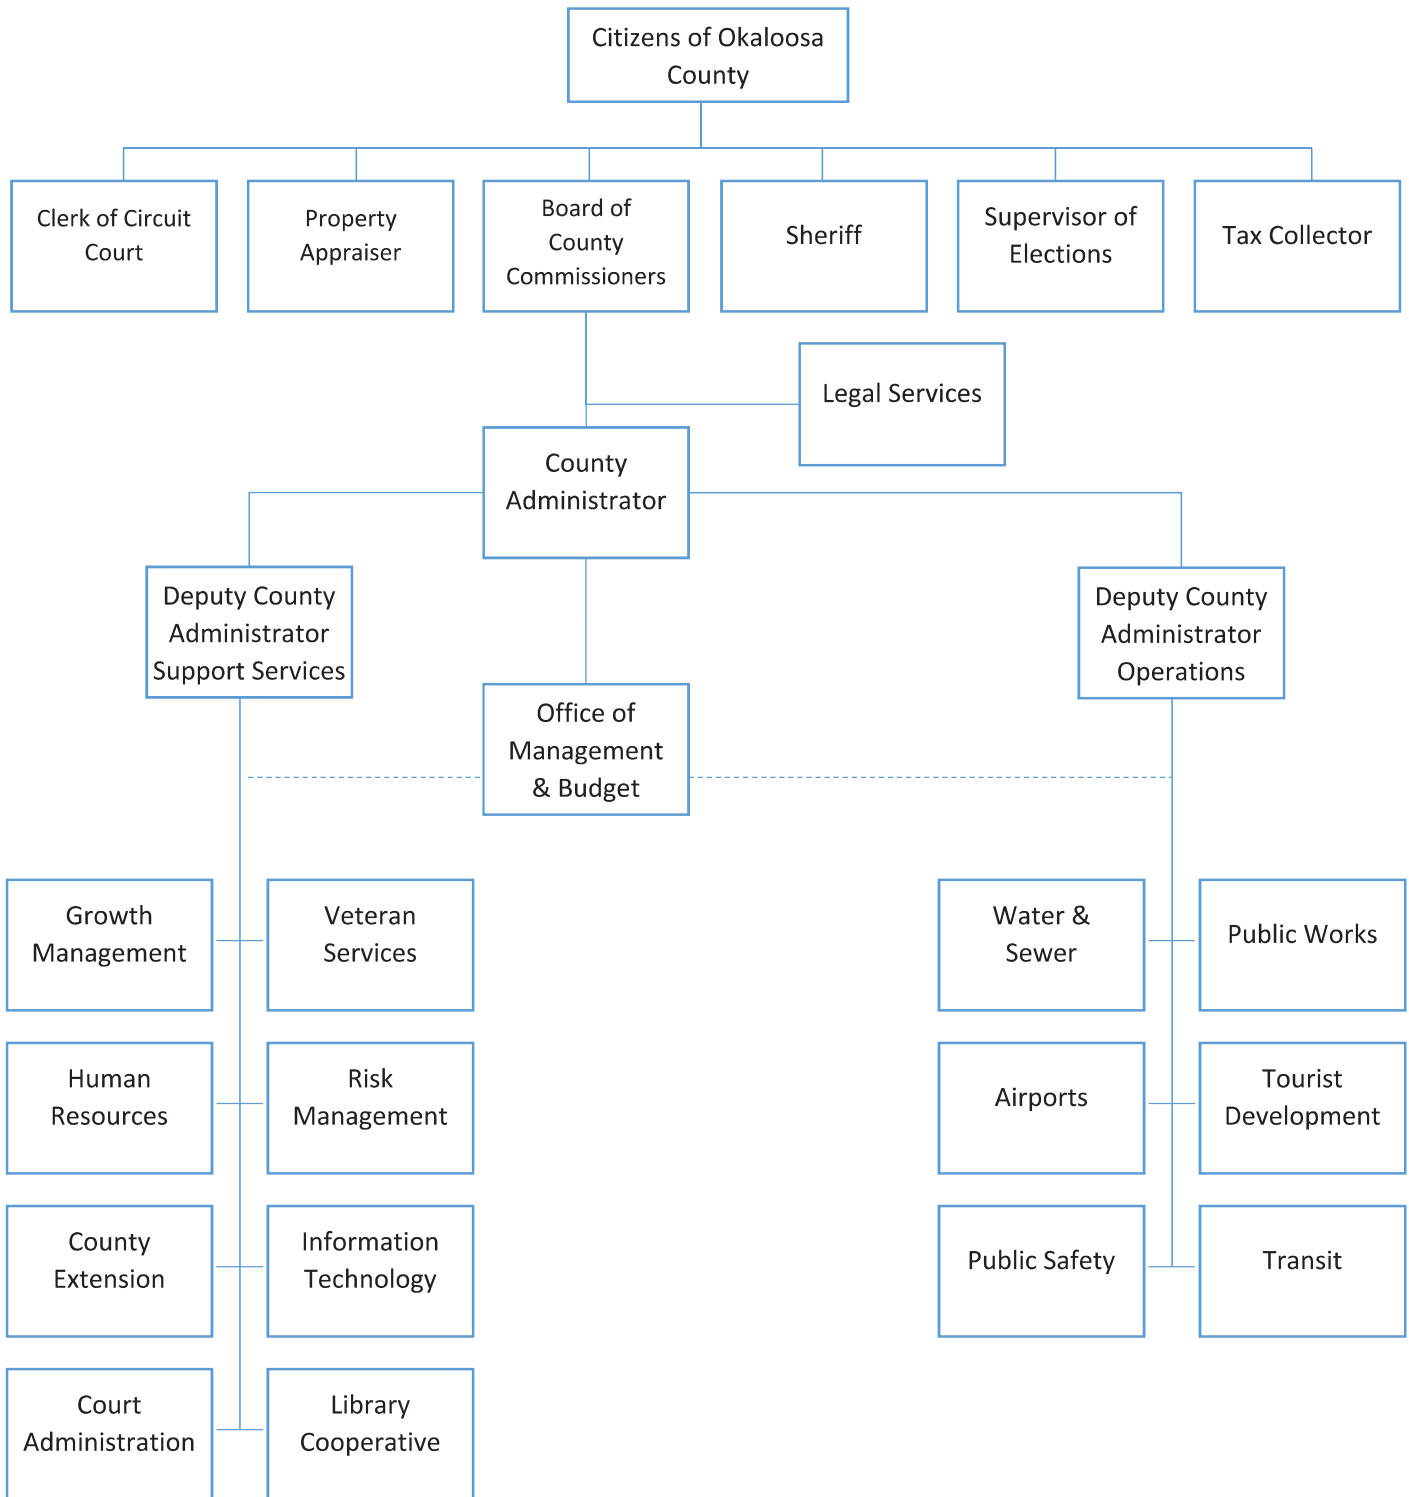 Citizens of Okaloosa
County
Clerk of Circuit
Court
Property
Appraiser
Board of
County
Commissioners
Sheriff
Supervisor of
Elections
Tax Collector
Legal Services
County
Administrator
Deputy County
Administrator
Support Services
Office of
Management
& Budget
Deputy County
Administrator
Operations
Growth
Management
Veteran
Services
Water &
Sewer
Public Works
Human
Resources
Risk
Management
Airports
Tourist
Development
County
Extension
Information
Technology
Public Safety
Transit
Court
Administration
Library
Cooperative